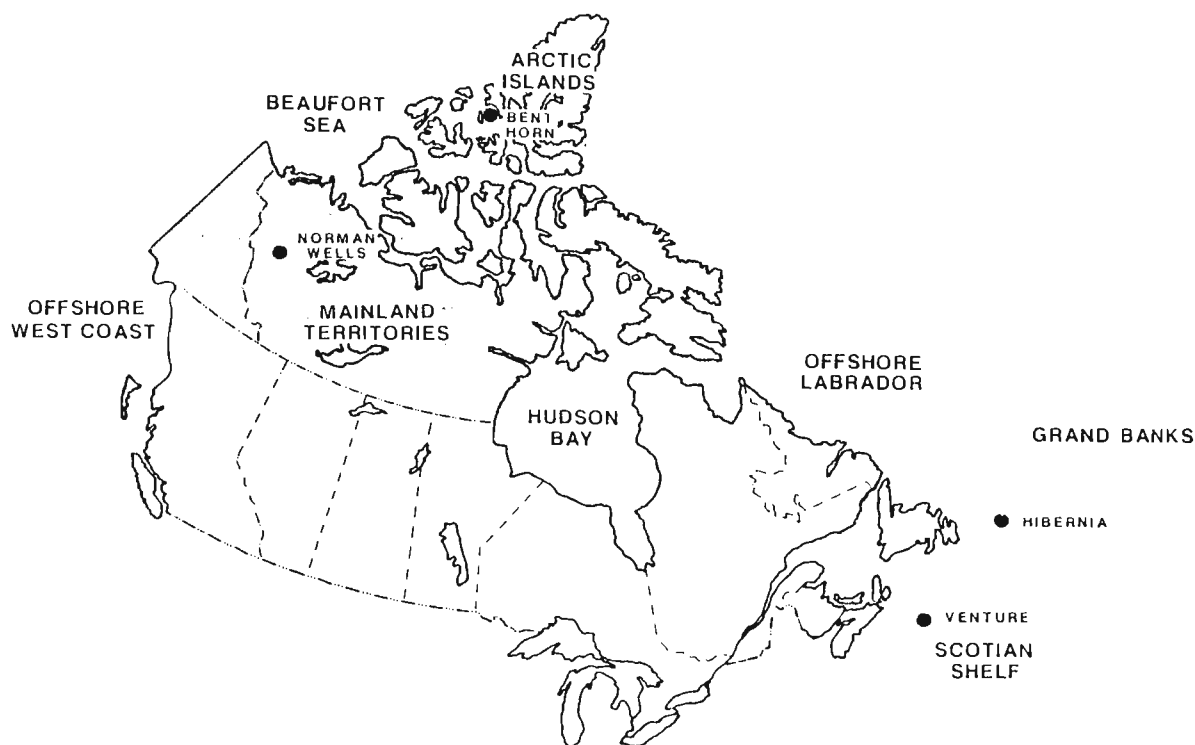 ARCTIC
ISLANDS
BEAUFORT
SEA
BENT
HORN
NORMAN
WELLS
OFFSHORE
WEST COAST
MAINLAND
TERRITORIES
OFFSHORE
LABRADOR
HUDSON
BAY
GRAND BANKS
HIBERNIA
VENTURE
SCOTIAN
SHELF